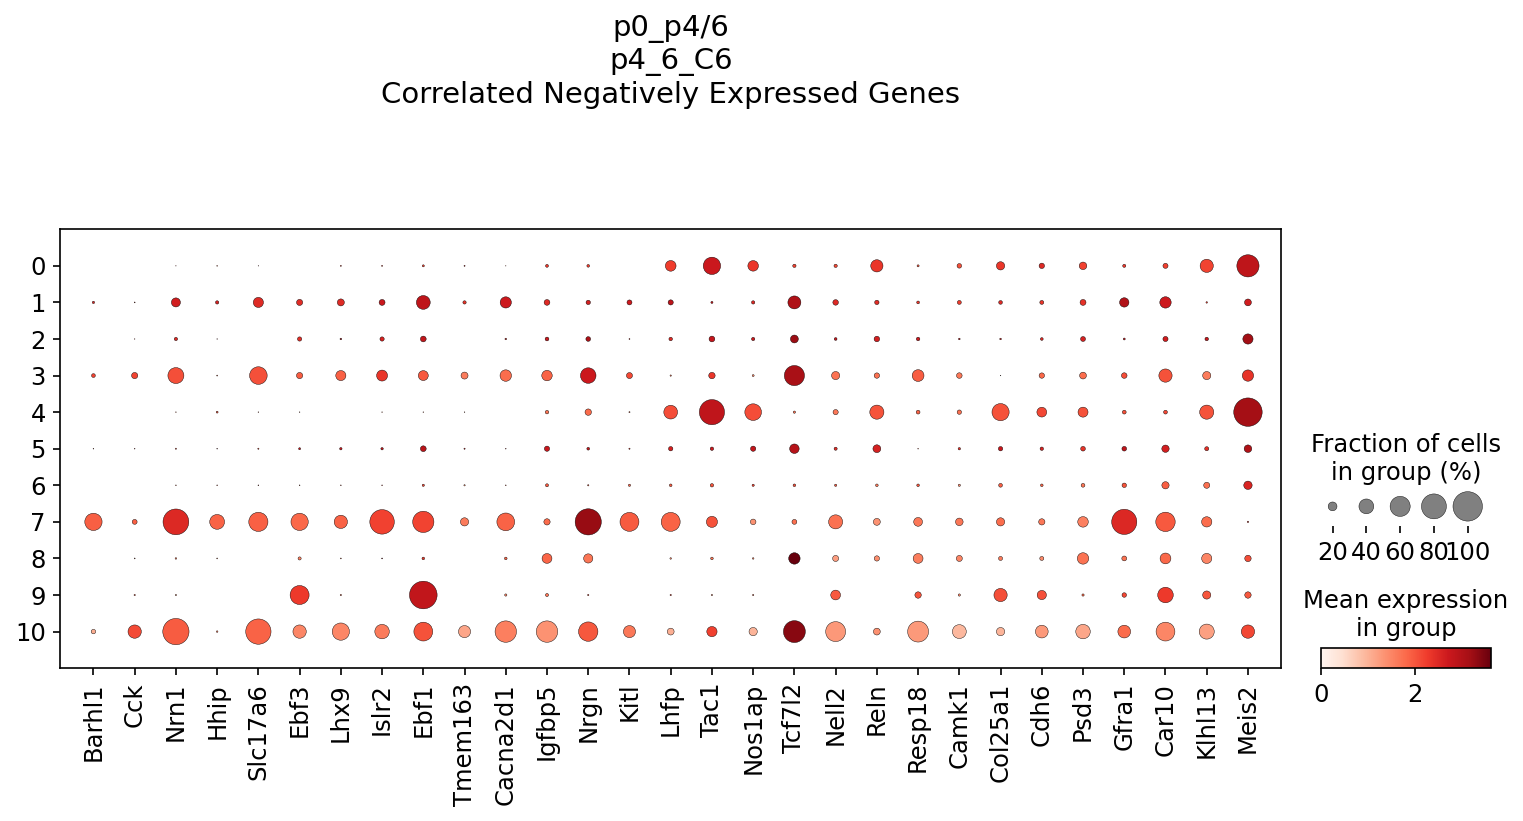 p0_p4/6
p4_6_C6
Correlated Negatively Expressed Genes
0
1
2
3
4
5
6
7
8
9
10
Barhl1
Cck
Nrn1
Hhip
Slc17a6
Ebf3
Lhx9
Islr2
Ebf1
Tmem163
Cacna2d1
Igfbp5
Nrgn
Kitl
Lhfp
Tac1
Nos1ap
Tcf7l2
Nell2
Reln
Resp18
Camk1
Col25a1
Cdh6
Psd3
Gfra1
Car10
Klhl13
Meis2
Fraction of cells
in group (%)
20 40 60 80 100
Mean expression
in group
0 2